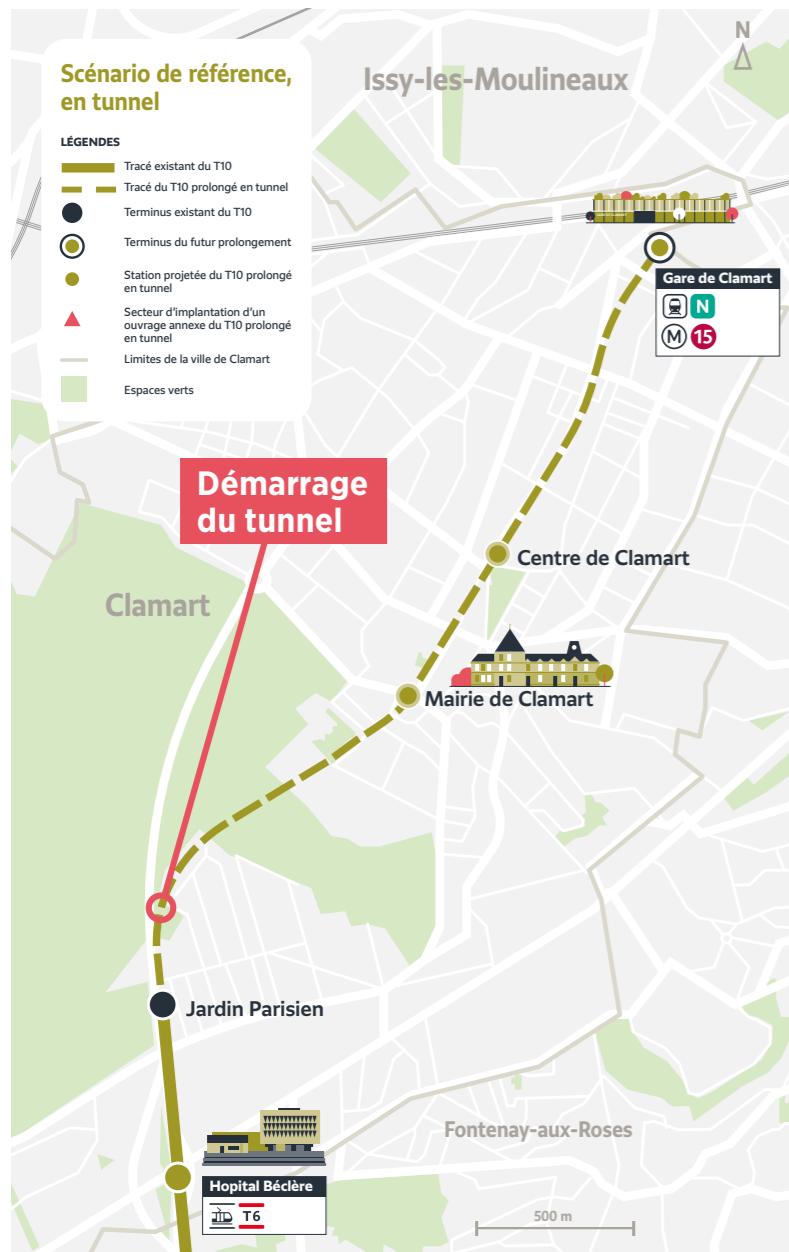 Scénario de référence,
en tunnel
LÉGENDES
Tracé existant du T10
Tracé du T10 prolongé en tunnel
Terminus existant du T10
Terminus du futur prolongement
Station projetée du T10 prolongé
en tunnel
Secteur d'implantation d'un
ouvrage annexe du T10 prolongé
en tunnel
Limites de la ville de Clamart
Espaces verts
Issy-les-Moulineaux
N
Gare de Clamart
N
M 15
Démarrage
du tunnel
Centre de Clamart
Clamart
Mairie de Clamart
Jardin Parisien
Fontenay-aux-Roses
Hopital Béclère
T6
500 m